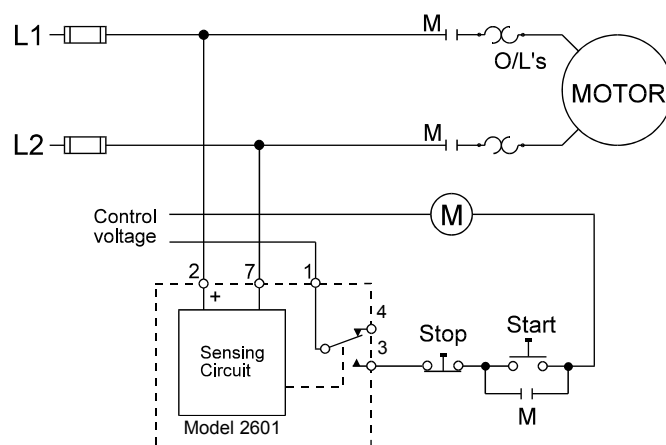 L1
M
O/L's
MOTOR
L2
M
Control
voltage
M
2
7
1
+
4
3
Stop
Start
Sensing
Circuit
M
Model 2601